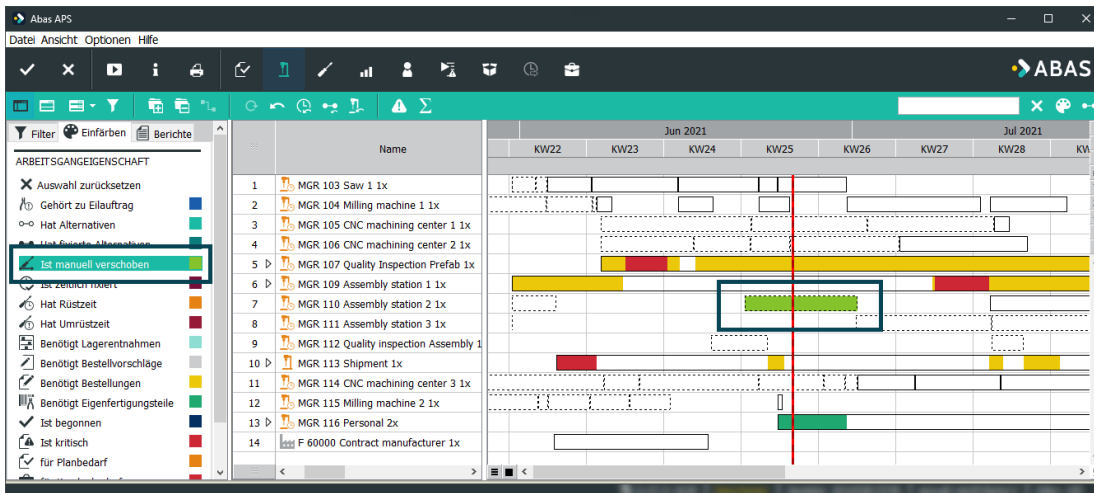 Abas APS
Datei Ansicht Optionen Hilfe
ABAS
Filter Einfärben Berichte
ARBEITSGANGEIGENSCHAFT
Auswahl zurücksetzen
Gehört zu Eilauftrag
Hat Alternativen
Hat fixierte Alternativen
Ist manuell verschoben
Ist zeitlich fixiert
Hat Rüstzeit
Hat Umrüstzeit
Benötigt Lagerentnahmen
Benötigt Bestellvorschläge
Benötigt Bestellungen
Benötigt Eigenfertigungsteile
Ist begonnen
Ist kritisch
für Planbedarf
Name
Jun 2021 Jul 2021
KW22 KW23 KW24 KW25 KW26 KW27 KW28 KW
1 MGR 103 Saw 1 1x
2 MGR 104 Milling machine 1 1x
3 MGR 105 CNC machining center 1 1x
4 MGR 106 CNC machining center 2 1x
5 MGR 107 Quality Inspection Prefab 1x
6 MGR 109 Assembly station 1 1x
7 MGR 110 Assembly station 2 1x
8 MGR 111 Assembly station 3 1x
9 MGR 112 Quality inspection Assembly 1
10 MGR 113 Shipment 1x
11 MGR 114 CNC machining center 3 1x
12 MGR 115 Milling machine 2 1x
13 MGR 116 Personal 2x
14 F 60000 Contract manufacturer 1x